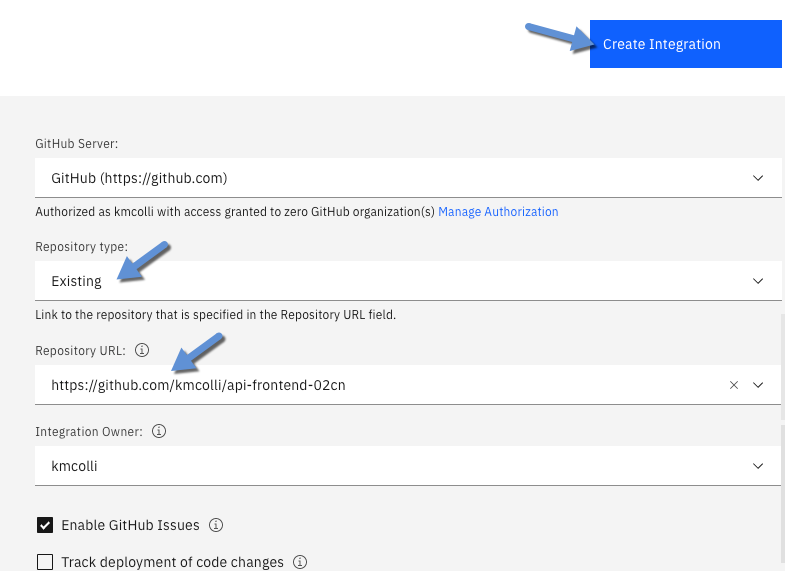 Create Integration
GitHub Server:
GitHub (https://github.com)
Authorized as kmcolli with access granted to zero GitHub organization(s) Manage Authorization
Repository type:
Existing
Link to the repository that is specified in the Repository URL field.
Repository URL:
https://github.com/kmcolli/api-frontend-02cn
Integration Owner:
kmcolli
Enable GitHub Issues
Track deployment of code changes